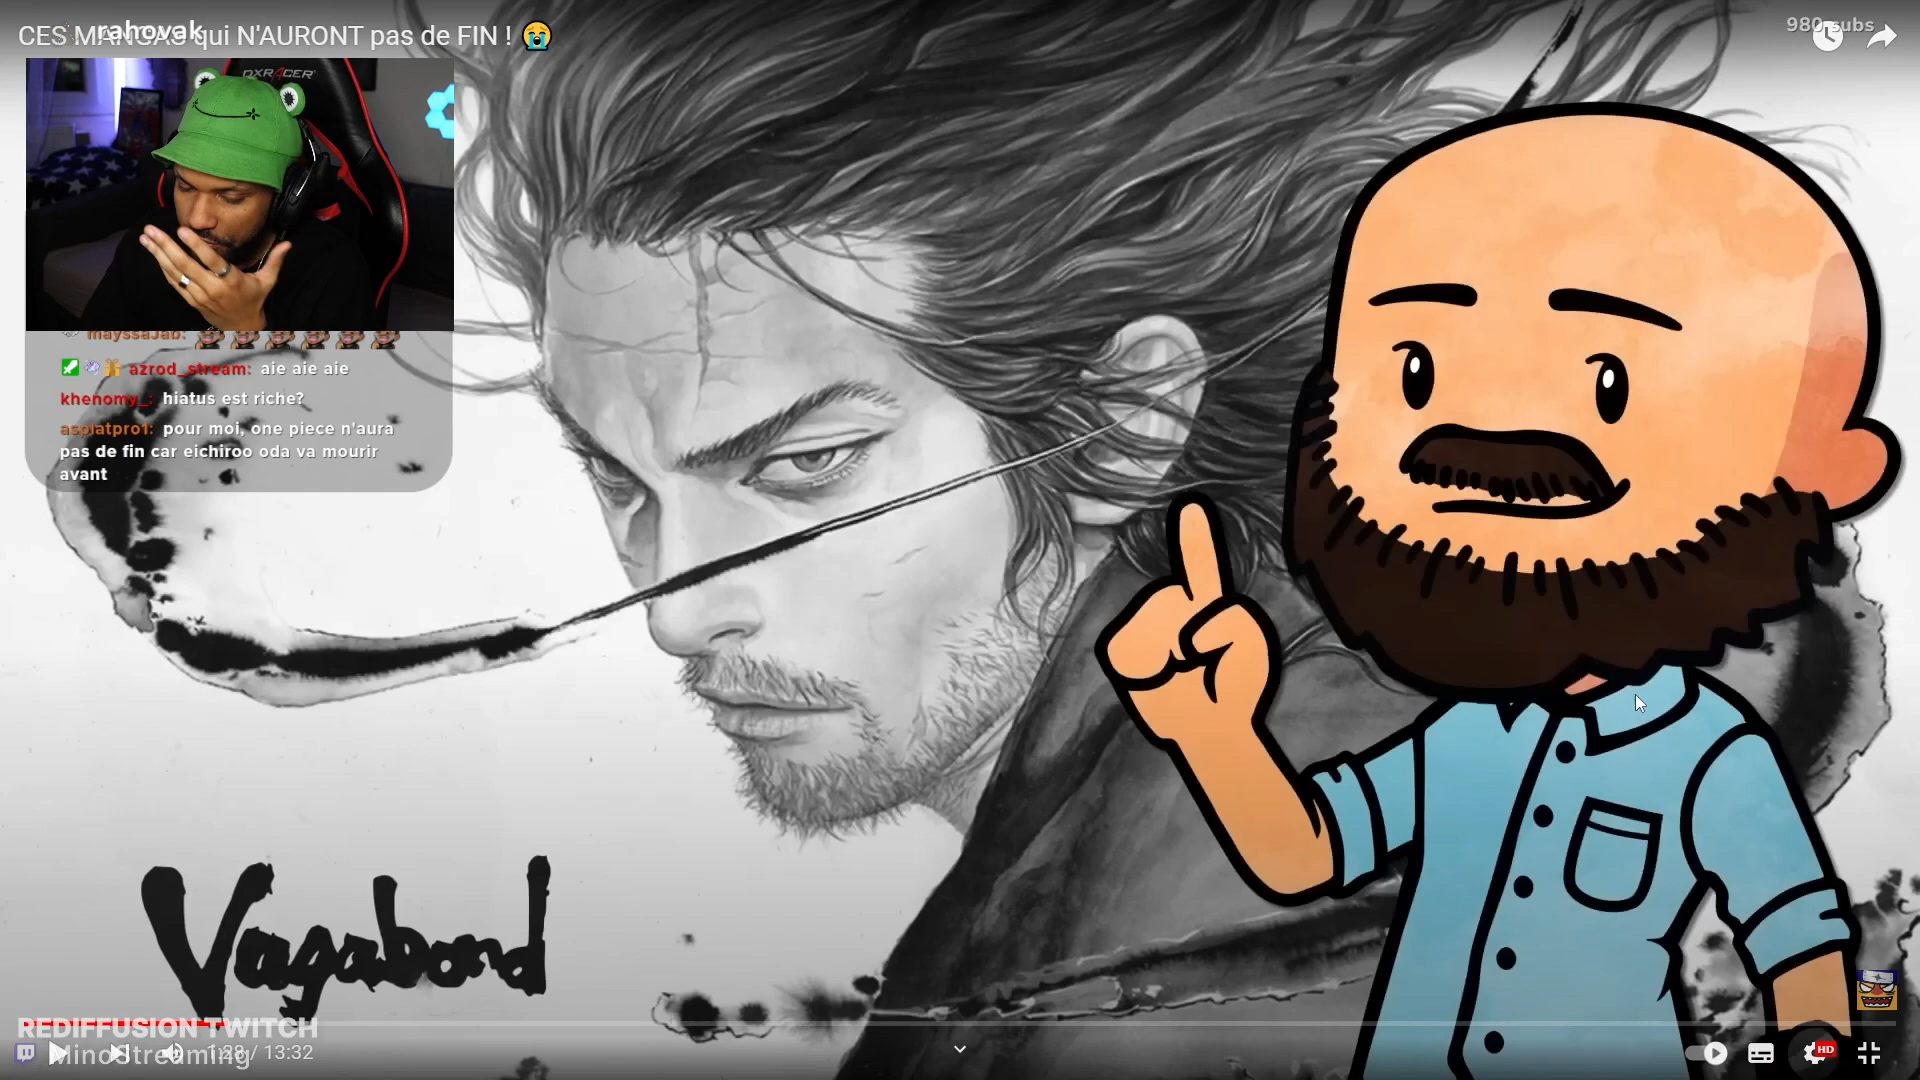 CES MANGAS qui N'AURONT pas de FIN ! 😭
rahovak
980 subs
DXRACER
mayssaJab:
azrod_stream: aie aie aie
khenomy_: hiatus est riche?
asplatpro1: pour moi, one piece n'aura
pas de fin car eichiroo oda va mourir
avant
Vagabond
REDIFFUSION TWITCH
MinoStreaming
1:28 / 13:32
HD